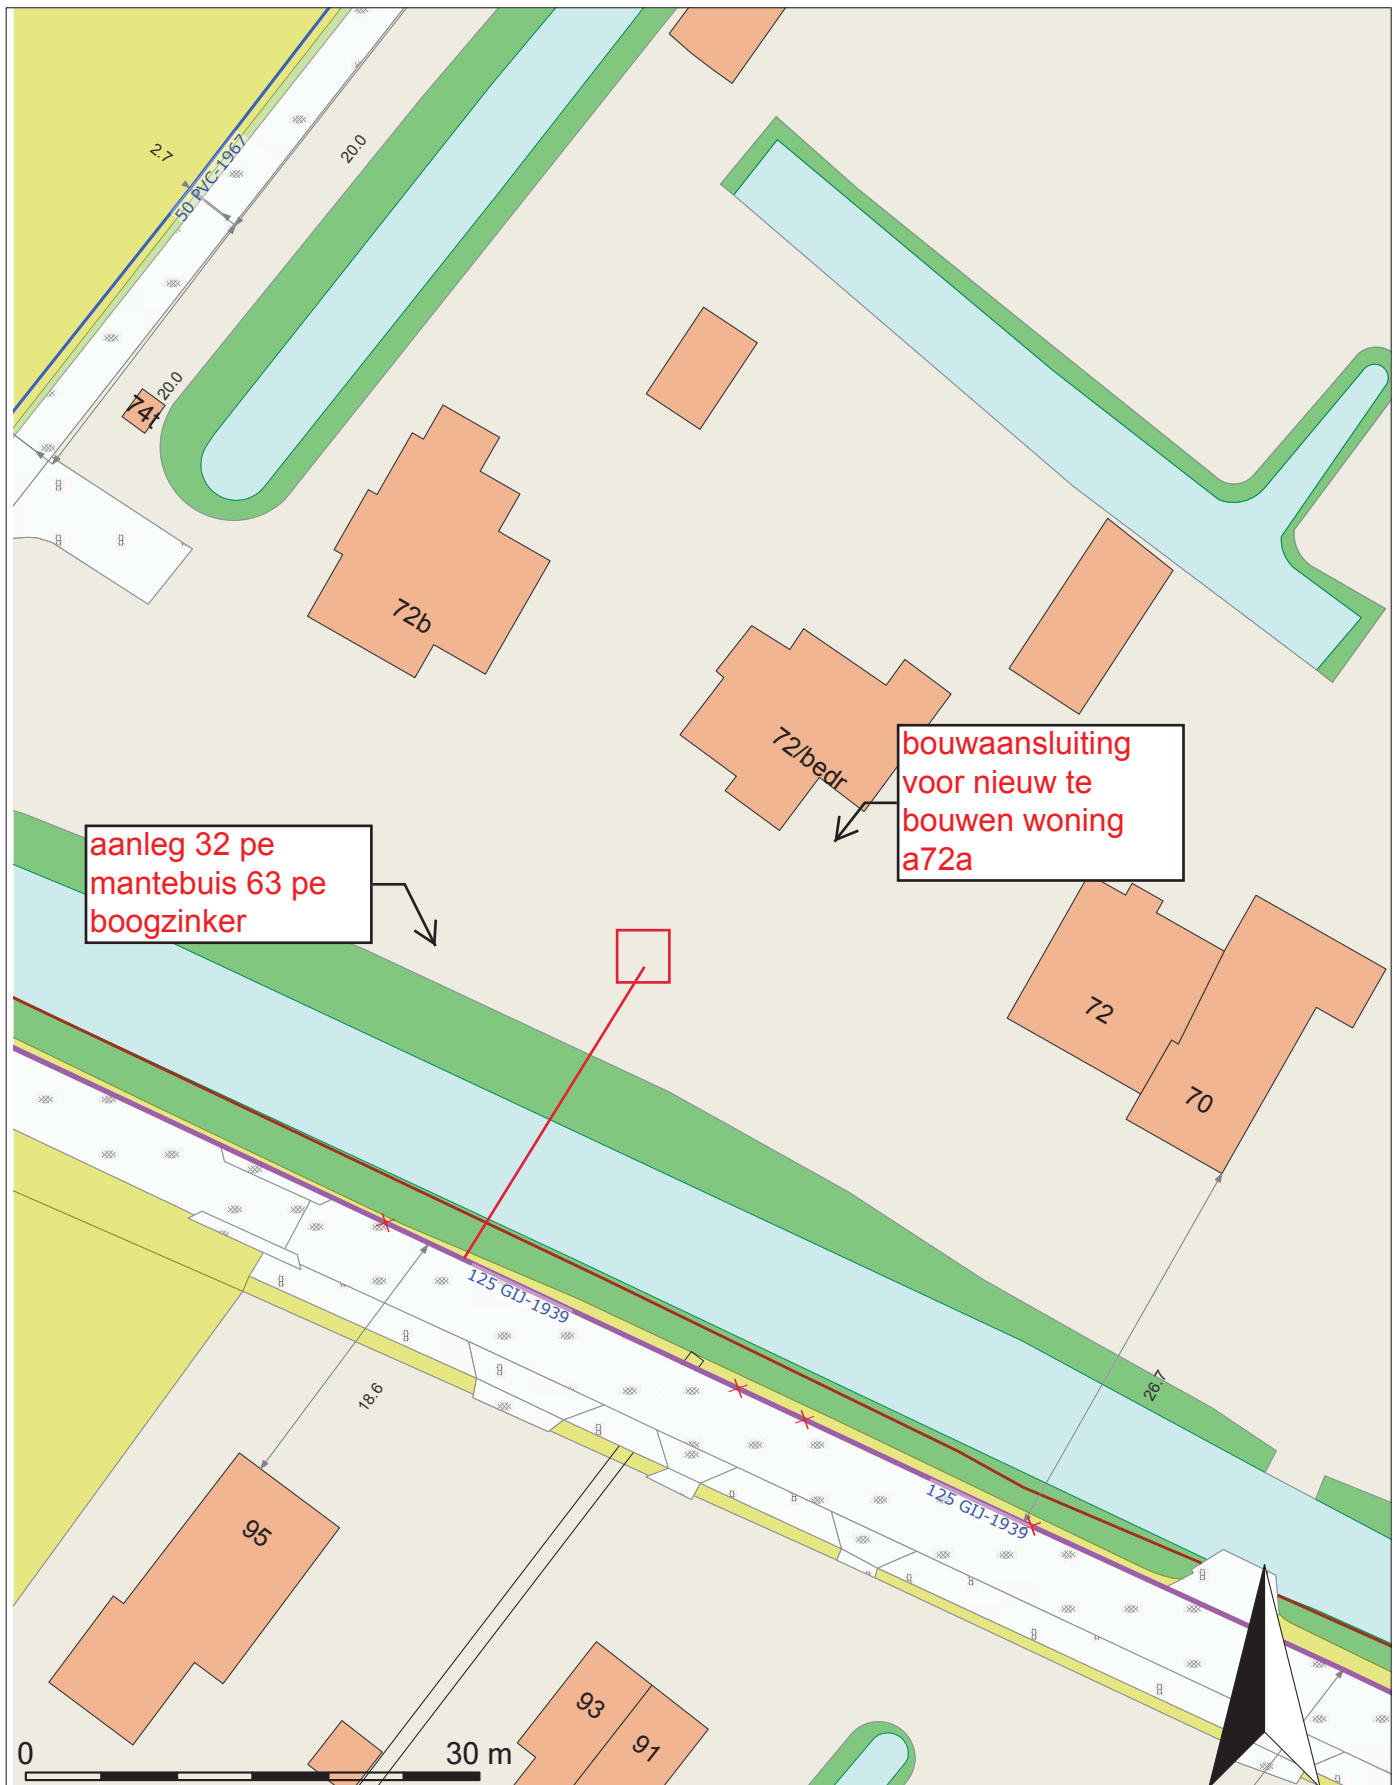 2.7
50 PVC-1967
20.0
20.0
74t
72b
72/bedr
bouwaansluiting
voor nieuw te
bouwen woning
a72a
aanleg 32 pe
mantebuis 63 pe
boogzinker
72
70
125 GIJ-1939
18.6
26.7
125 GIJ-1939
95
93
91
0
30 m